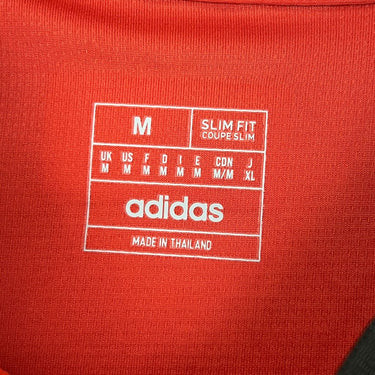 M
SLIM FIT
COUPE SLIM
UK US F D I E CDN J
M M M M M M M/M XL
adidas
MADE IN THAILAND